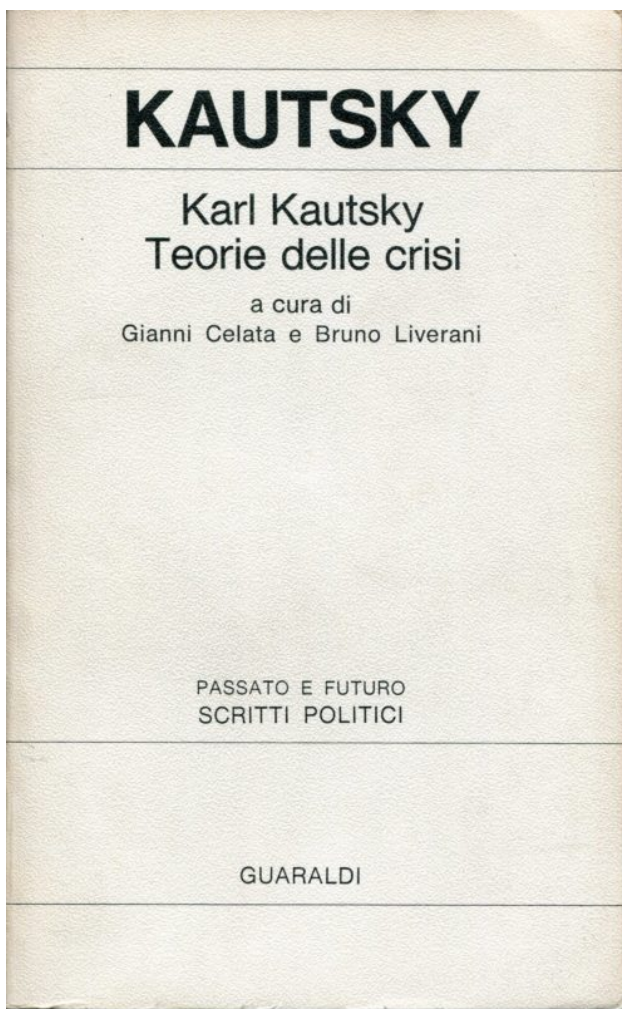 KAUTSKY
Karl Kautsky
Teorie delle crisi
a cura di
Gianni Celata e Bruno Liverani
PASSATO E FUTURO
SCRITTI POLITICI
GUARALDI